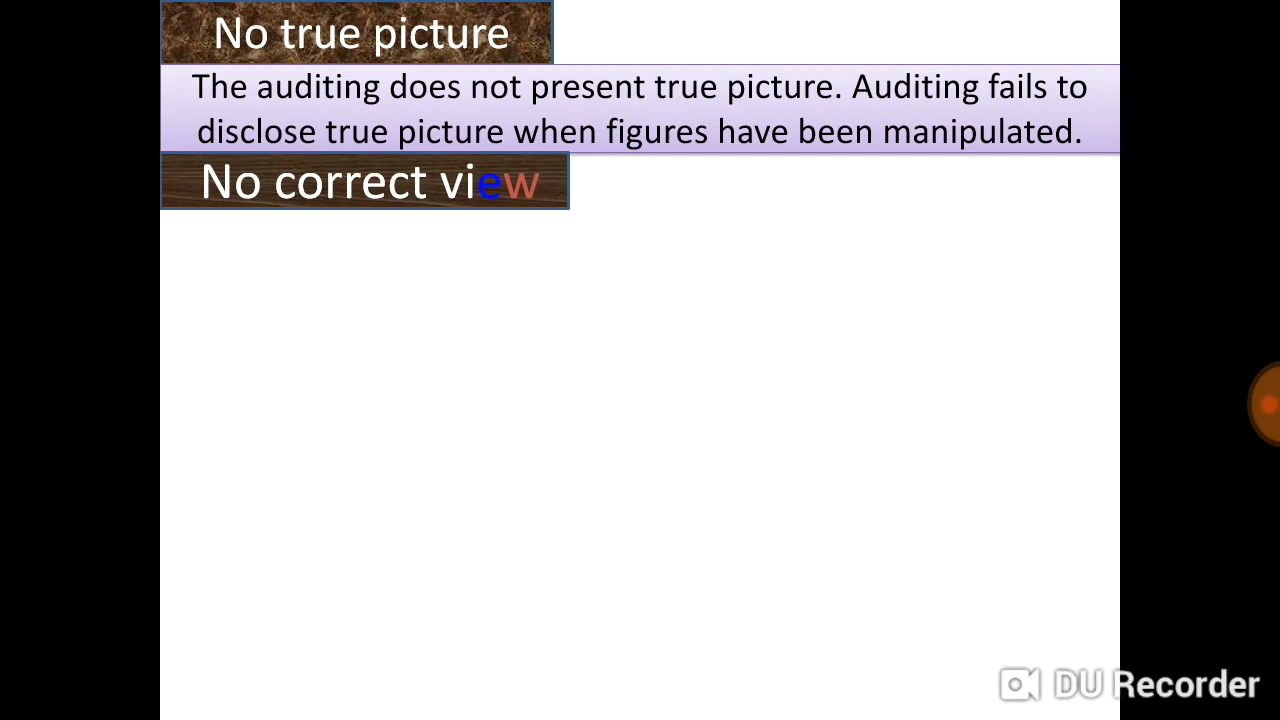 No true picture
The auditing does not present true picture. Auditing fails to
disclose true picture when figures have been manipulated.
No correct view
DU Recorder